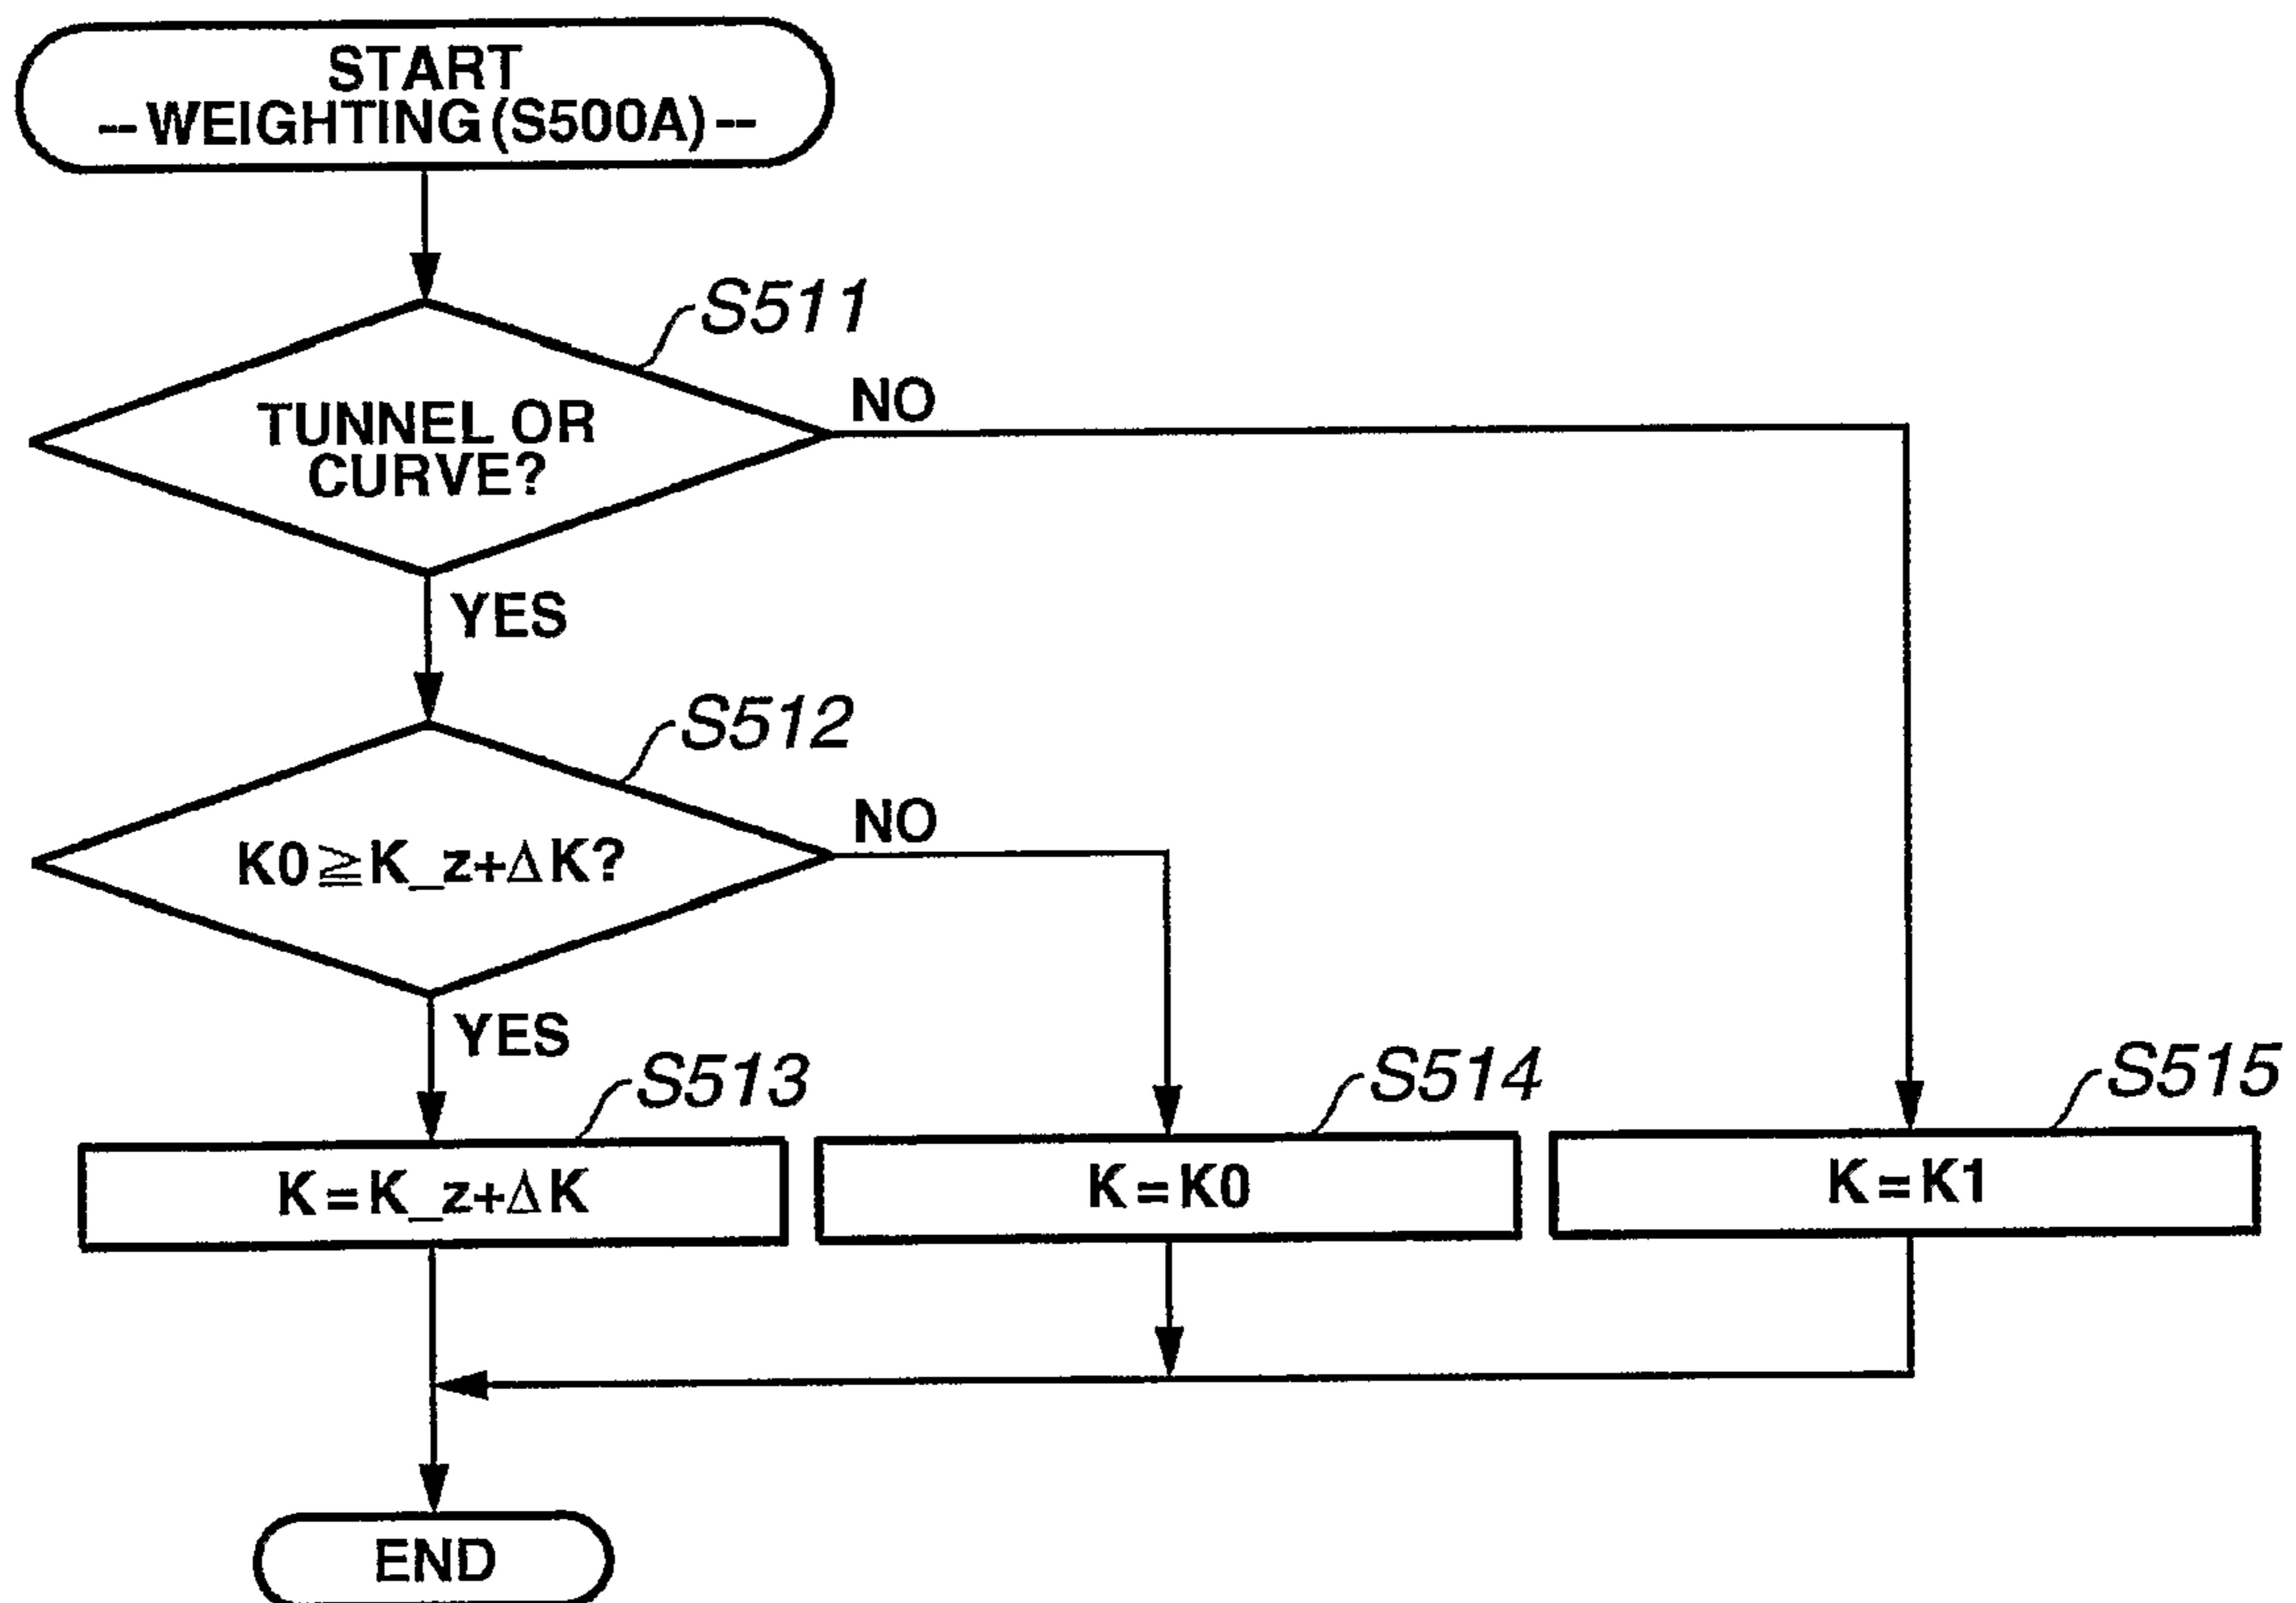 START
--WEIGHTING(S500A)--
S511
TUNNEL OR
CURVE?
NO
YES
S512
K0≧K_z+ΔK?
NO
YES
S513
K=K_z+ΔK
S514
K=K0
S515
K=K1
END